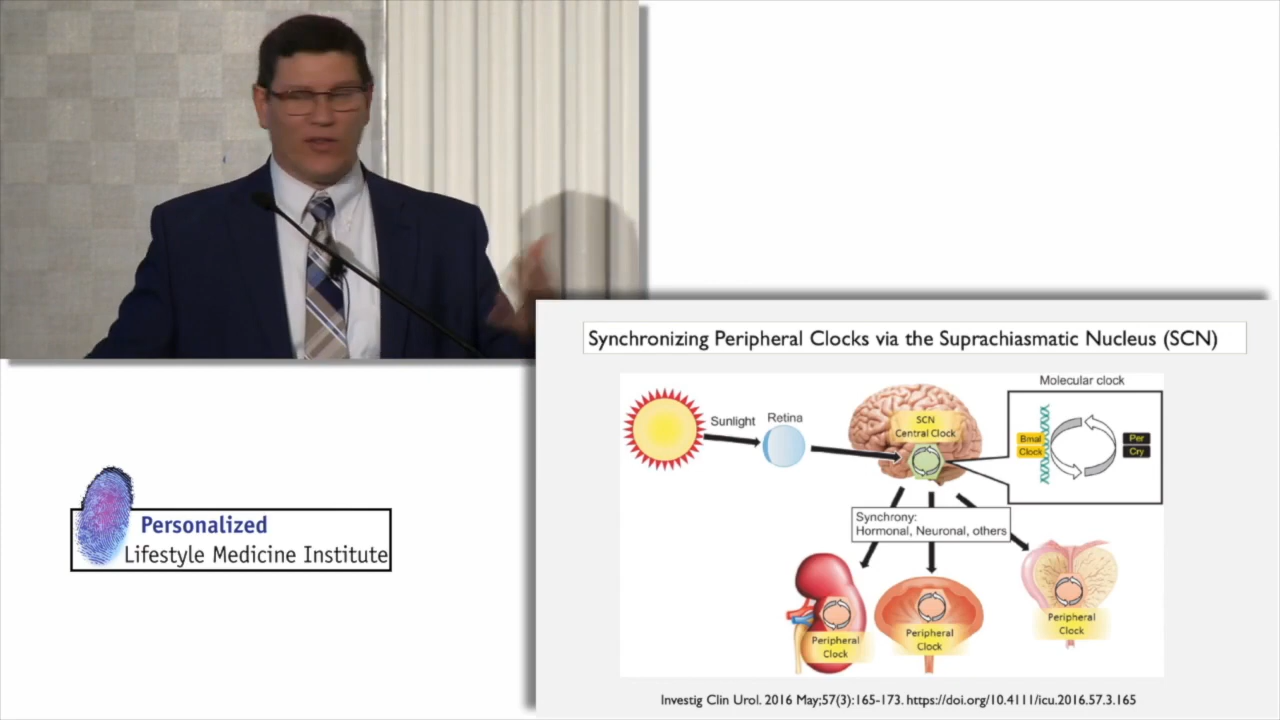 Synchronizing Peripheral Clocks via the Suprachiasmatic Nucleus (SCN)
Molecular clock
Sunlight
Retina
SCN
Central Clock
Bmal
Clock
Per
Cry
Synchrony:
Hormonal, Neuronal, others
Peripheral
Clock
Peripheral
Clock
Peripheral
Clock
Personalized
Lifestyle Medicine Institute
Investig Clin Urol. 2016 May;57(3):165-173. https://doi.org/10.4111/icu.2016.57.3.165